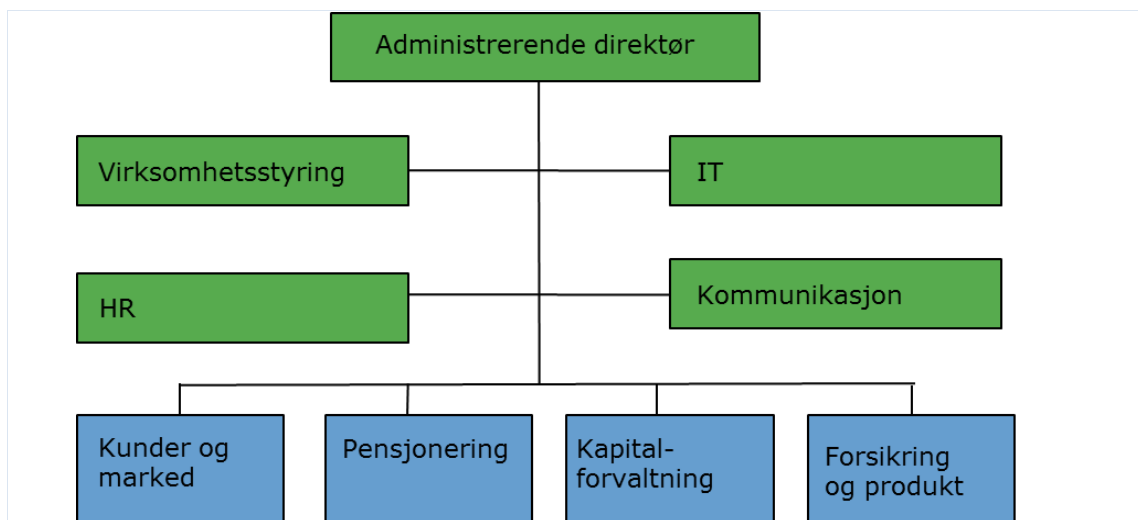 Administrerende direktør
Virksomhetsstyring
IT
HR
Kommunikasjon
Kunder og
marked
Pensjonering
Kapital-
forvaltning
Forsikring
og produkt